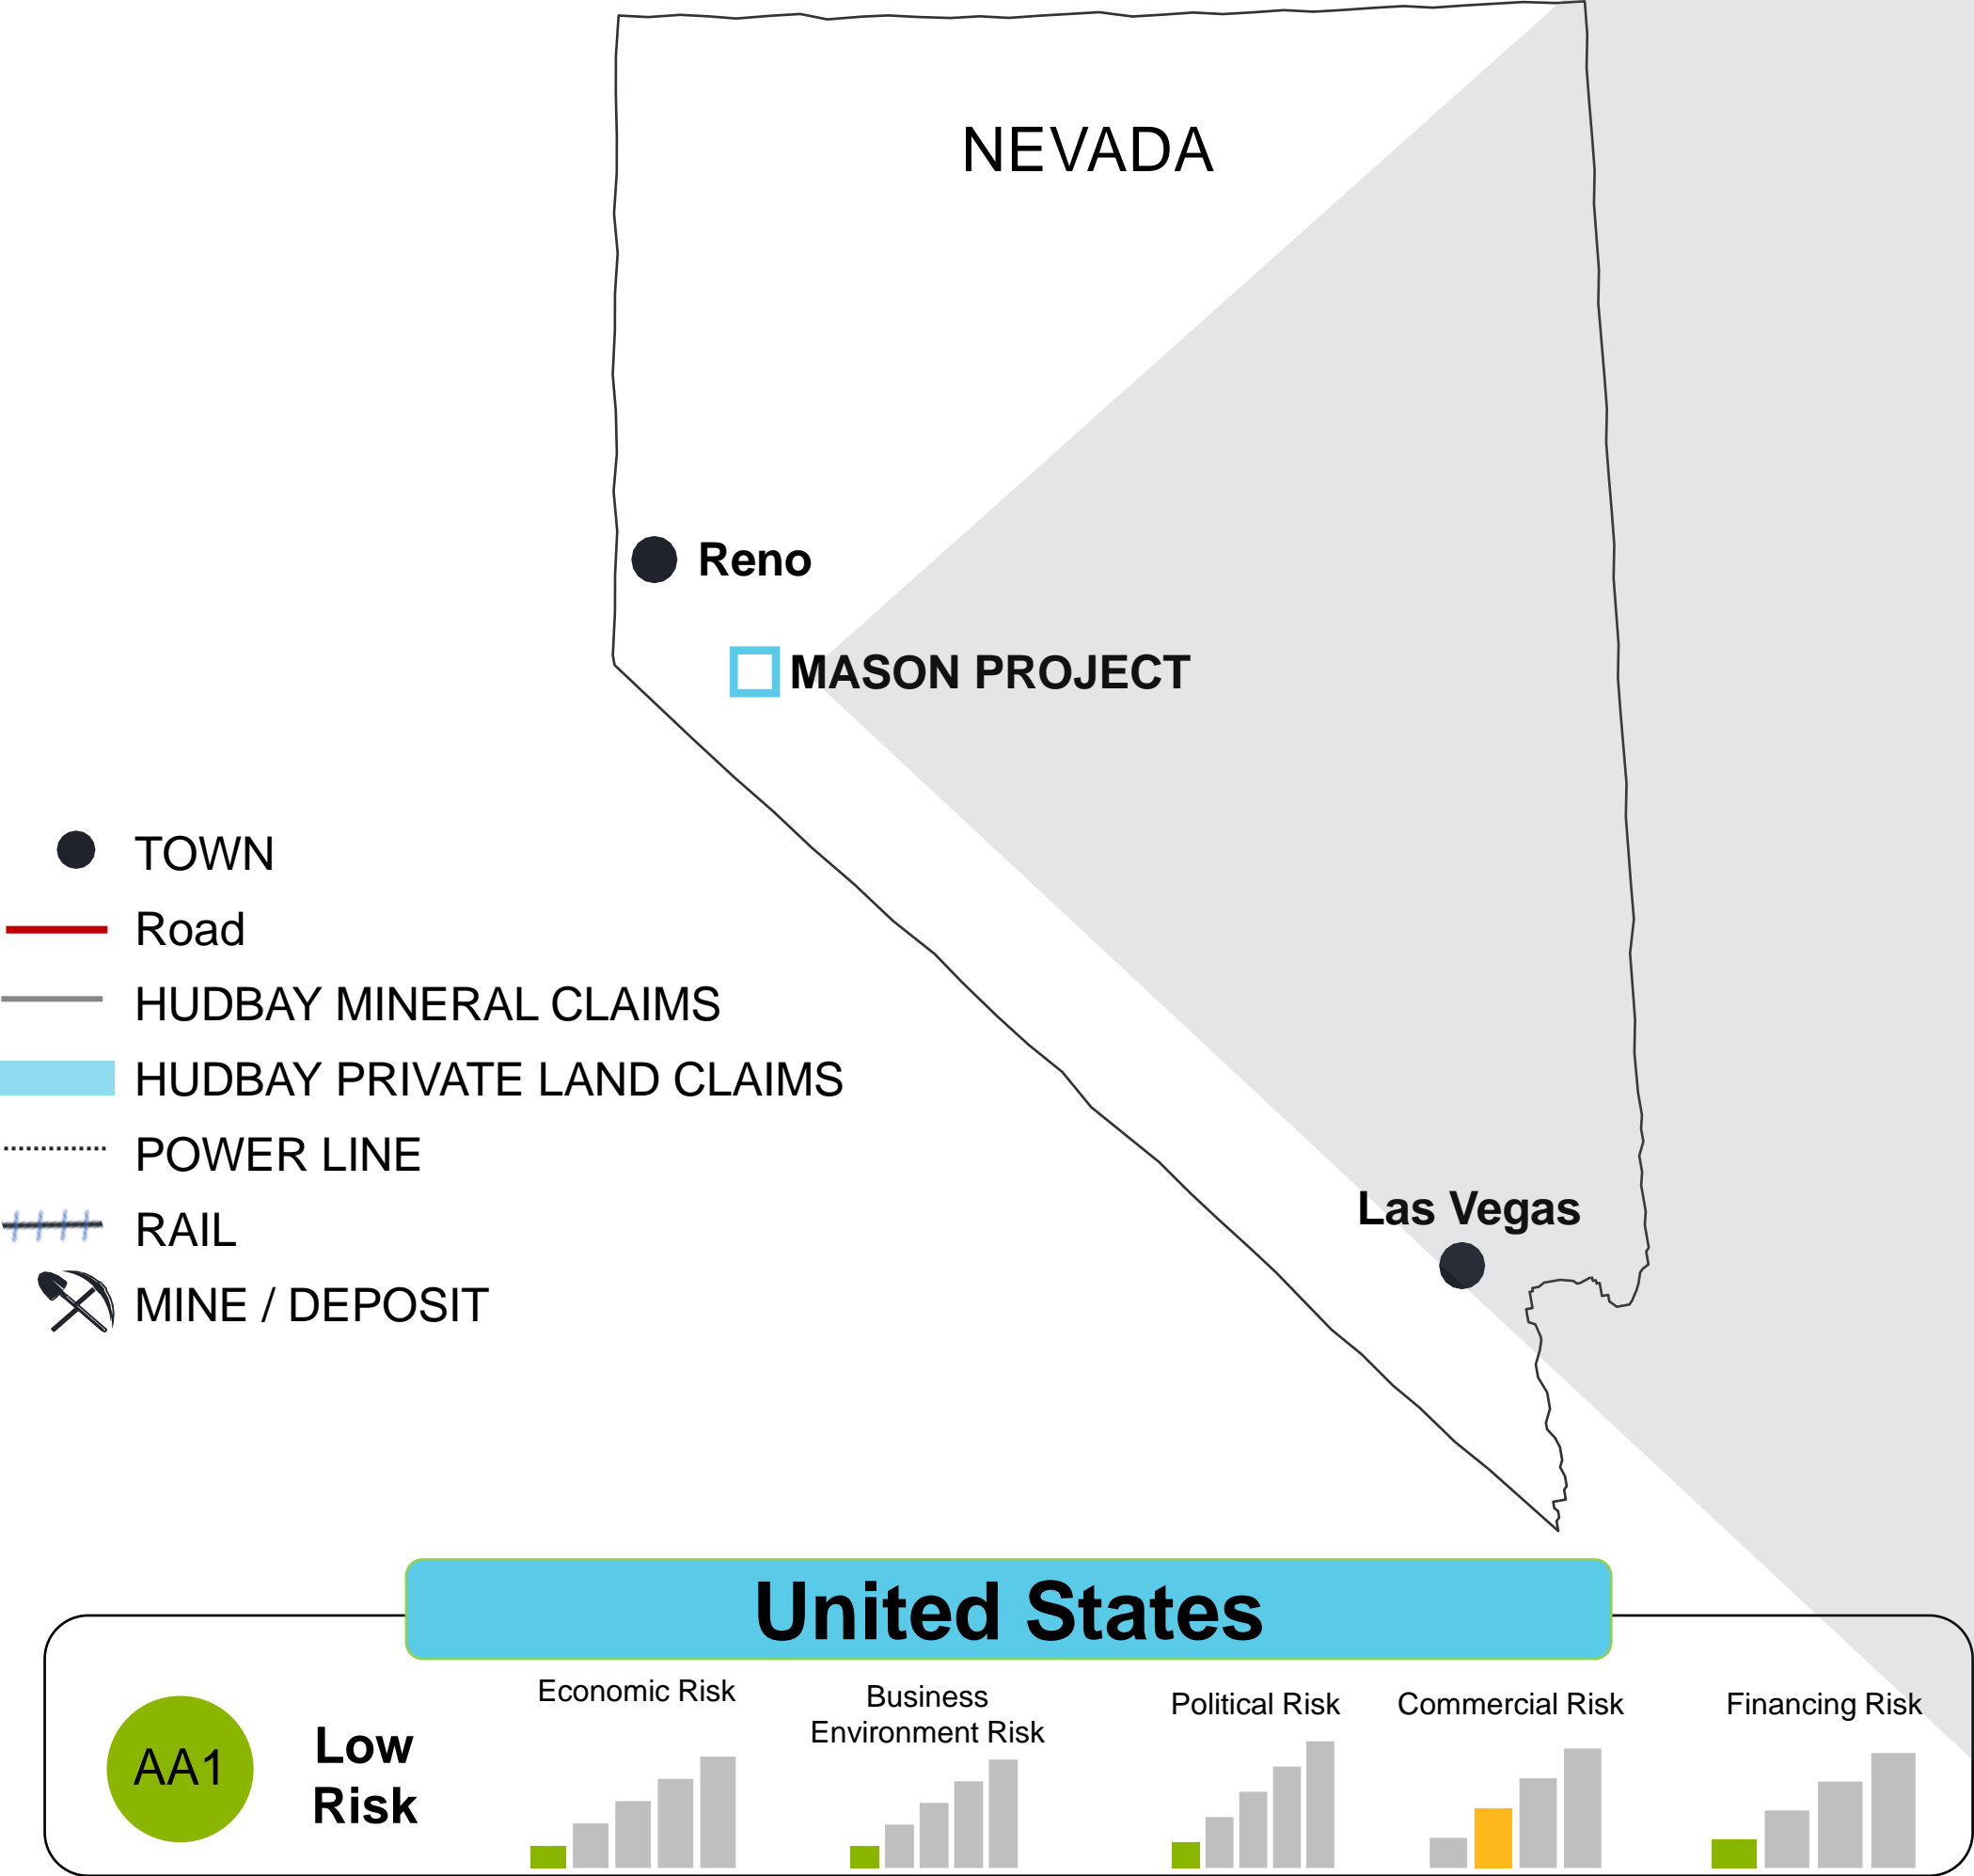 NEVADA
Reno
MASON PROJECT
TOWN
Road
HUDBAY MINERAL CLAIMS
HUDBAY PRIVATE LAND CLAIMS
POWER LINE
RAIL
MINE / DEPOSIT
Las Vegas
United States
AA1
Low
Risk
Economic Risk
Business
Environment Risk
Political Risk
Commercial Risk
Financing Risk